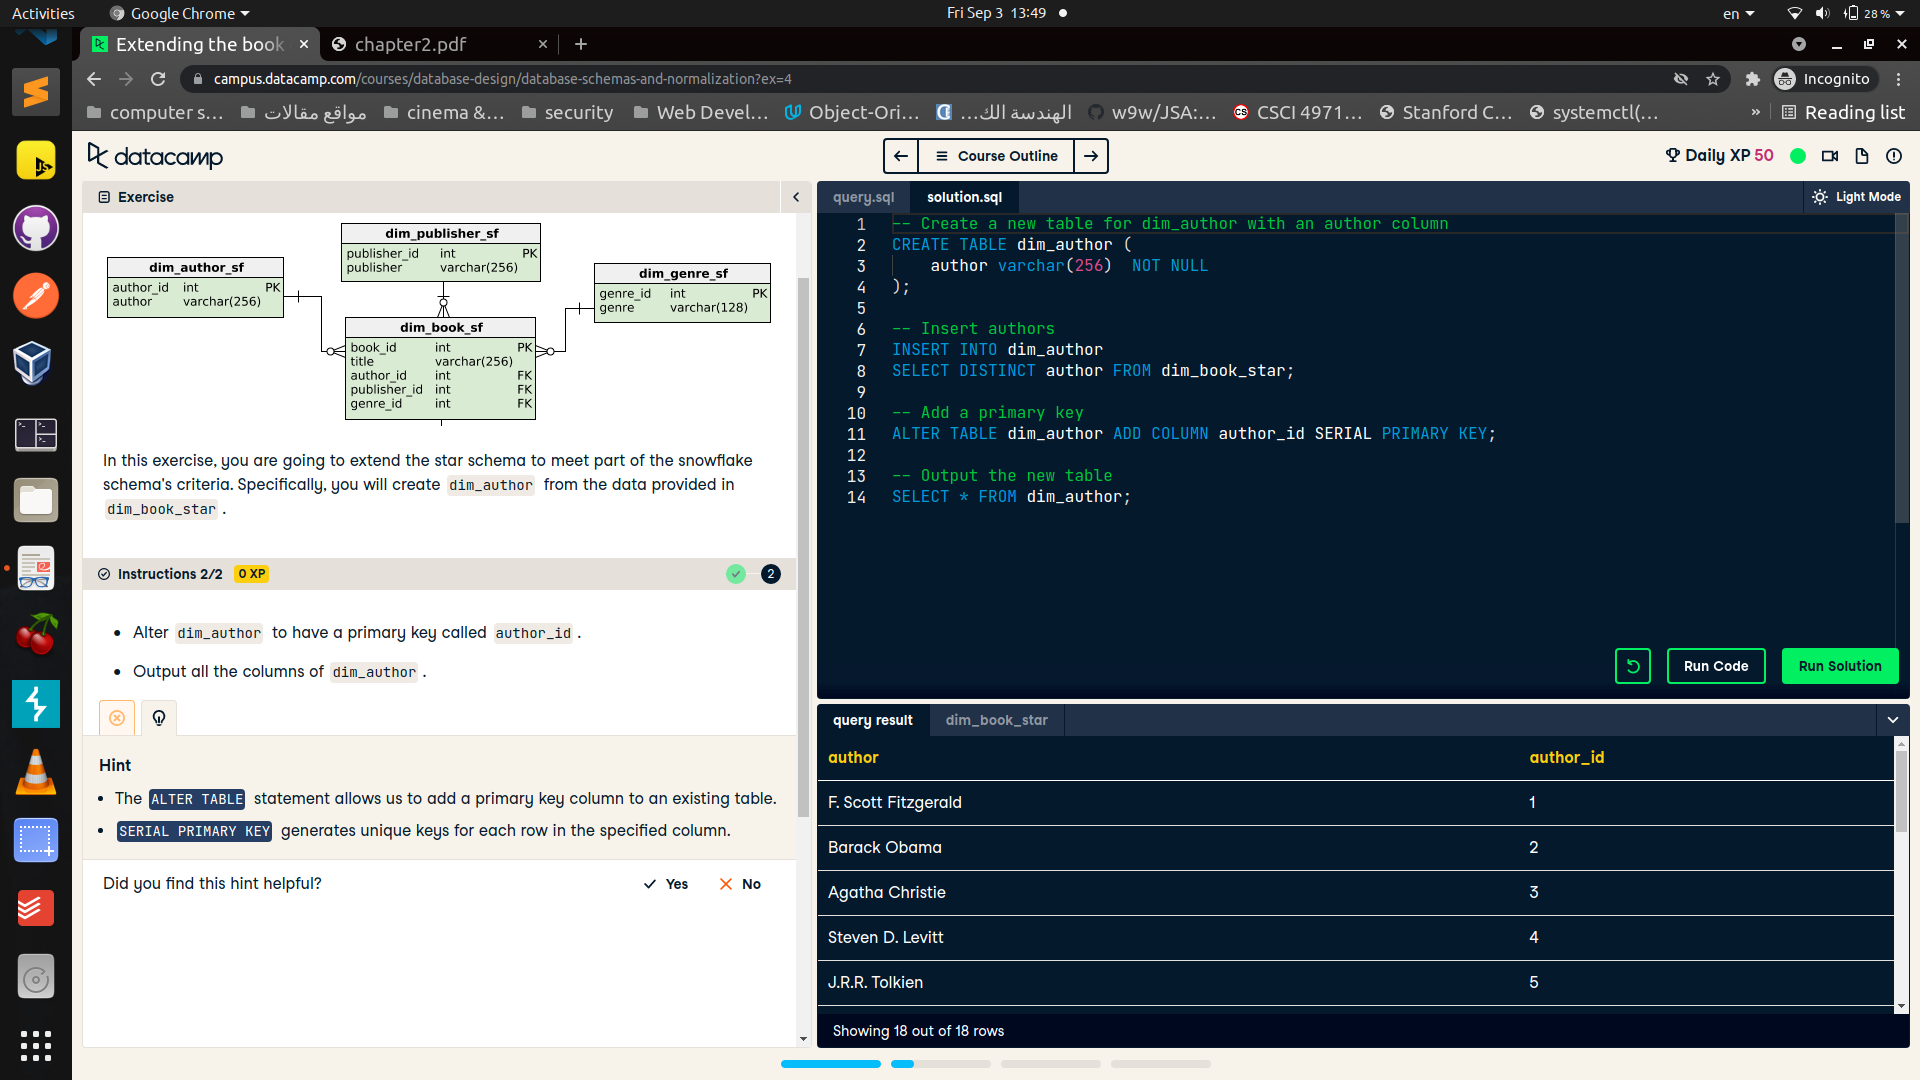 Activities
Google Chrome
Fri Sep 3 13:49
en
28 %
Extending the book
chapter2.pdf
campus.datacamp.com/courses/database-design/database-schemas-and-normalization?ex=4
Incognito
computer s...
مواقع مقالات
cinema &...
security
Web Devel...
Object-Ori...
الهندسة الك...
w9w/JSA:...
CSCI 4971...
Stanford C...
systemctl(...
»
Reading list
datacamp
Course Outline
Daily XP 50
Exercise
dim_publisher_sf
publisher_id int PK
publisher varchar(256)
dim_author_sf
author_id int PK
author varchar(256)
dim_genre_sf
genre_id int PK
genre varchar(128)
dim_book_sf
book_id int PK
title varchar(256)
author_id int FK
publisher_id int FK
genre_id int FK
In this exercise, you are going to extend the star schema to meet part of the snowflake
schema's criteria. Specifically, you will create dim_author from the data provided in
dim_book_star .
Instructions 2/2 0 XP
2
Alter dim_author to have a primary key called author_id .
Output all the columns of dim_author .
Hint
The ALTER TABLE statement allows us to add a primary key column to an existing table.
SERIAL PRIMARY KEY generates unique keys for each row in the specified column.
Did you find this hint helpful?
Yes
No
query.sql
solution.sql
Light Mode
1 -- Create a new table for dim_author with an author column
2 CREATE TABLE dim_author (
3 author varchar(256) NOT NULL
4 );
5
6 -- Insert authors
7 INSERT INTO dim_author
8 SELECT DISTINCT author FROM dim_book_star;
9
10 -- Add a primary key
11 ALTER TABLE dim_author ADD COLUMN author_id SERIAL PRIMARY KEY;
12
13 -- Output the new table
14 SELECT * FROM dim_author;
Run Code
Run Solution
query result
dim_book_star
author author_id
F. Scott Fitzgerald 1
Barack Obama 2
Agatha Christie 3
Steven D. Levitt 4
J.R.R. Tolkien 5
Showing 18 out of 18 rows